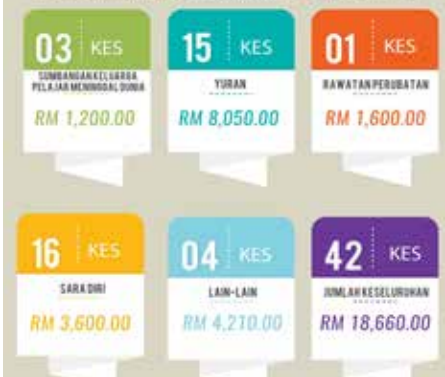 03 KES
SUMBANGAN KELUARGA
PELAJAR MENINGGAL DUNIA
RM 1,200.00
15 KES
YURAN
RM 8,050.00
01 KES
RAWATAN PERUBATAN
RM 1,600.00
16 KES
SARA DIRI
RM 3,600.00
04 KES
LAIN-LAIN
RM 4,210.00
42 KES
JUMLAH KESELURUHAN
RM 18,660.00